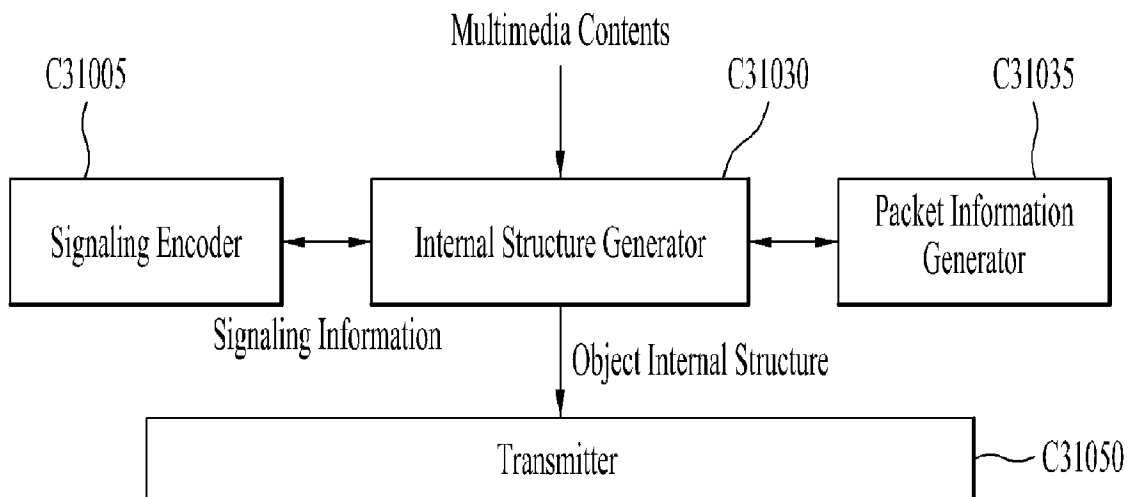 Multimedia Contents
C31005
C31030
C31035
Signaling Encoder
Internal Structure Generator
Packet Information
Generator
Signaling Information
Object Internal Structure
Transmitter
C31050